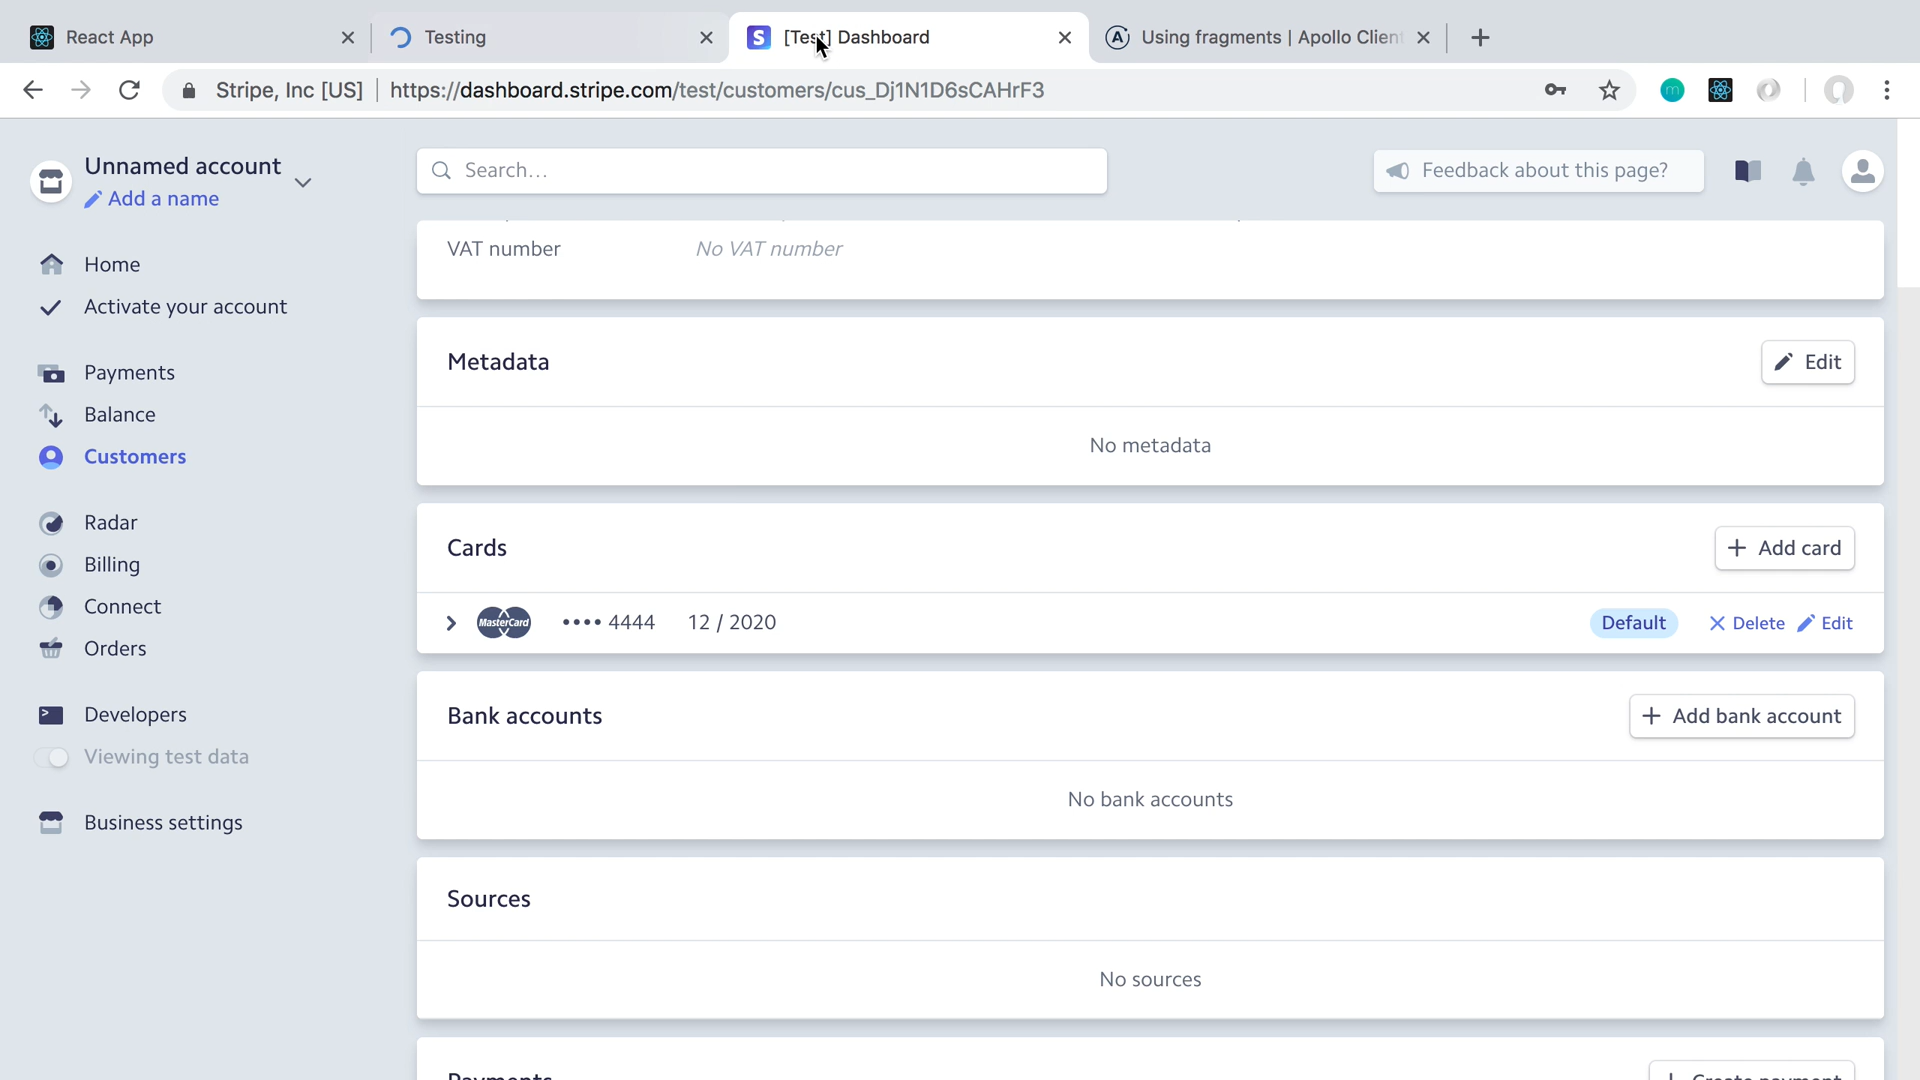 React App
Testing
[Test] Dashboard
Using fragments | Apollo Clien
Stripe, Inc [US]
https://dashboard.stripe.com/test/customers/cus_Dj1N1D6sCAHrF3
Unnamed account
Add a name
Search…
Feedback about this page?
Home
Activate your account
Payments
Balance
Customers
Radar
Billing
Connect
Orders
Developers
Viewing test data
Business settings
VAT number No VAT number
Metadata
Edit
No metadata
Cards
+ Add card
MasterCard •••• 4444 12 / 2020 Default Delete Edit
Bank accounts
+ Add bank account
No bank accounts
Sources
No sources
Payments
Create payment